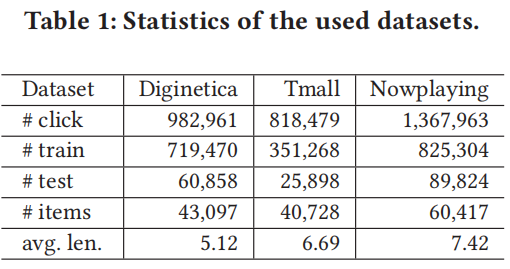 Table 1: Statistics of the used datasets.
Dataset Diginetica Tmall Nowplaying
# click 982,961 818,479 1,367,963
# train 719,470 351,268 825,304
# test 60,858 25,898 89,824
# items 43,097 40,728 60,417
avg. len. 5.12 6.69 7.42